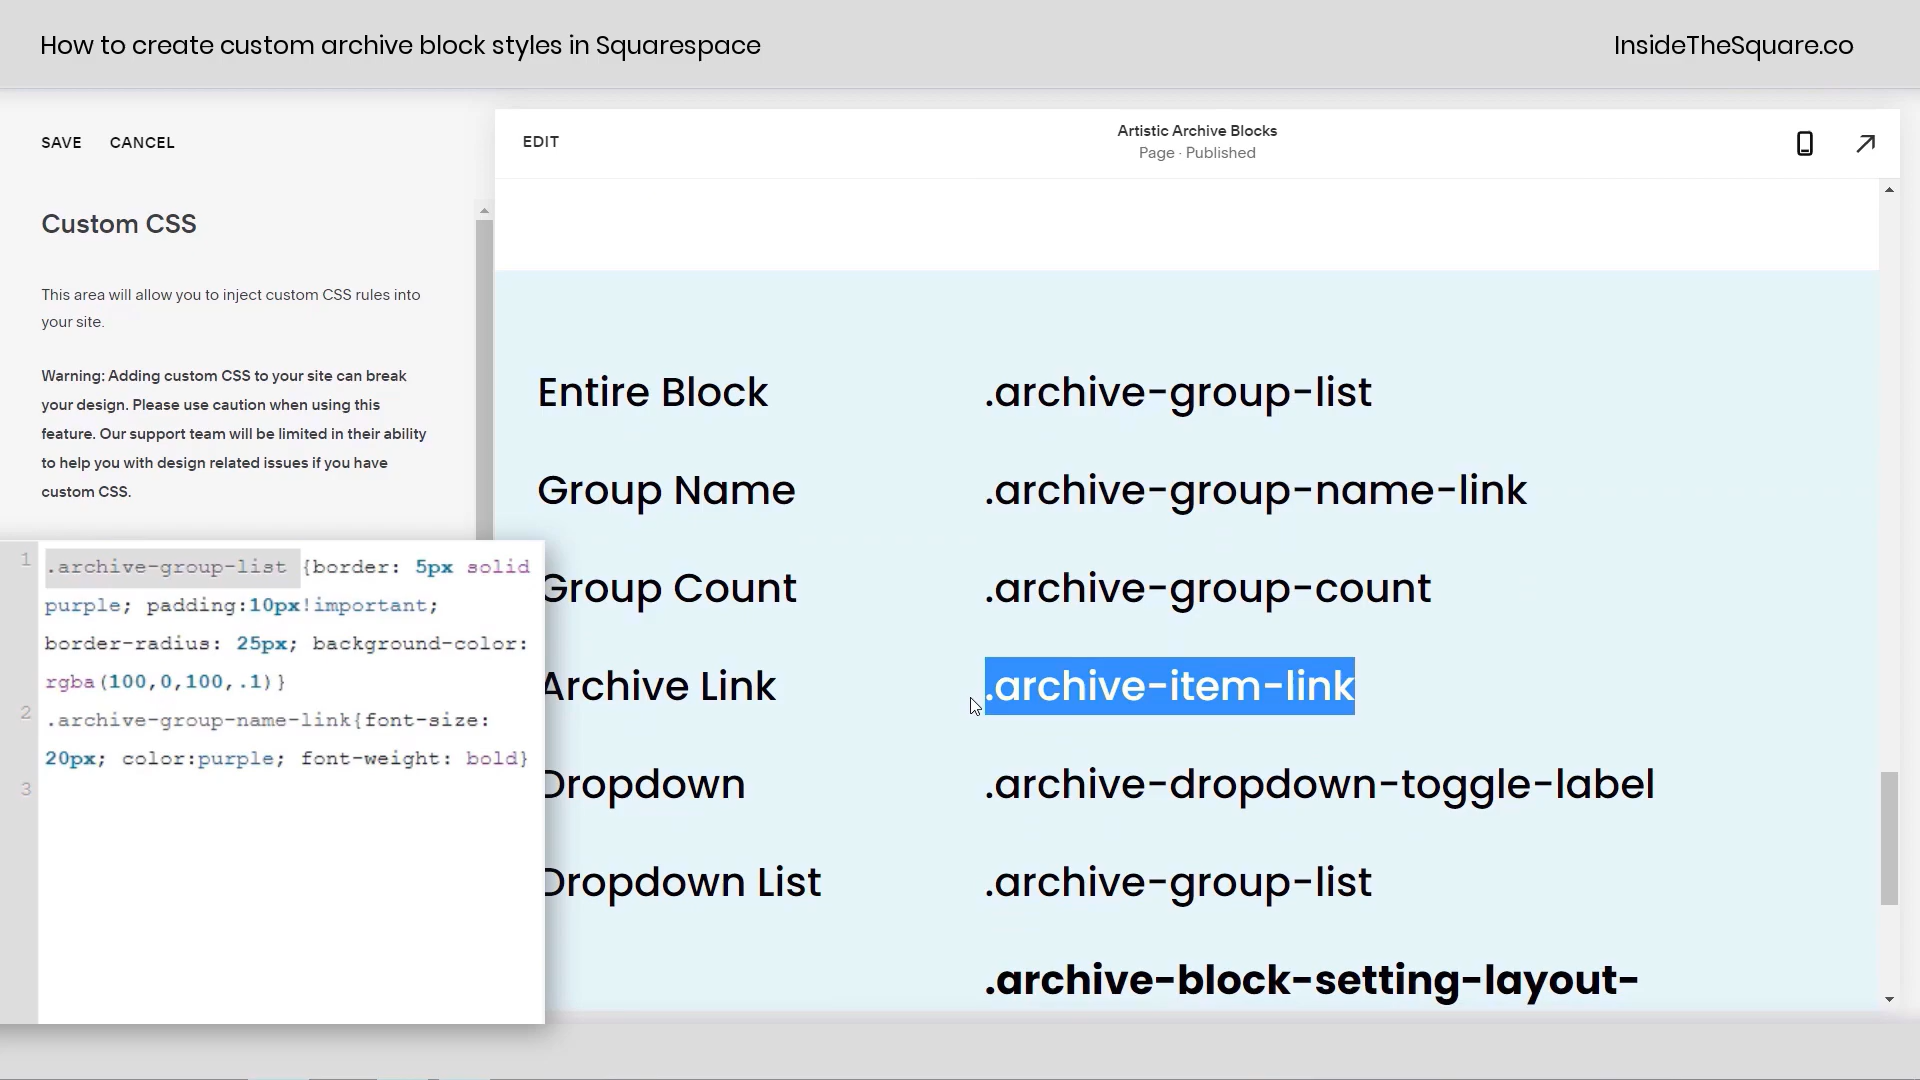 How to create custom archive block styles in Squarespace
InsideTheSquare.co
SAVE CANCEL
EDIT
Artistic Archive Blocks
Page · Published
Custom CSS
This area will allow you to inject custom CSS rules into
your site.
Warning: Adding custom CSS to your site can break
your design. Please use caution when using this
feature. Our support team will be limited in their ability
to help you with design related issues if you have
custom CSS.
1 .archive-group-list {border: 5px solid
purple; padding:10px!important;
border-radius: 25px; background-color:
rgba(100,0,100,.1)}
2 .archive-group-name-link{font-size:
20px; color:purple; font-weight: bold}
3
Entire Block .archive-group-list
Group Name .archive-group-name-link
Group Count .archive-group-count
Archive Link .archive-item-link
Dropdown .archive-dropdown-toggle-label
Dropdown List .archive-group-list
.archive-block-setting-layout-